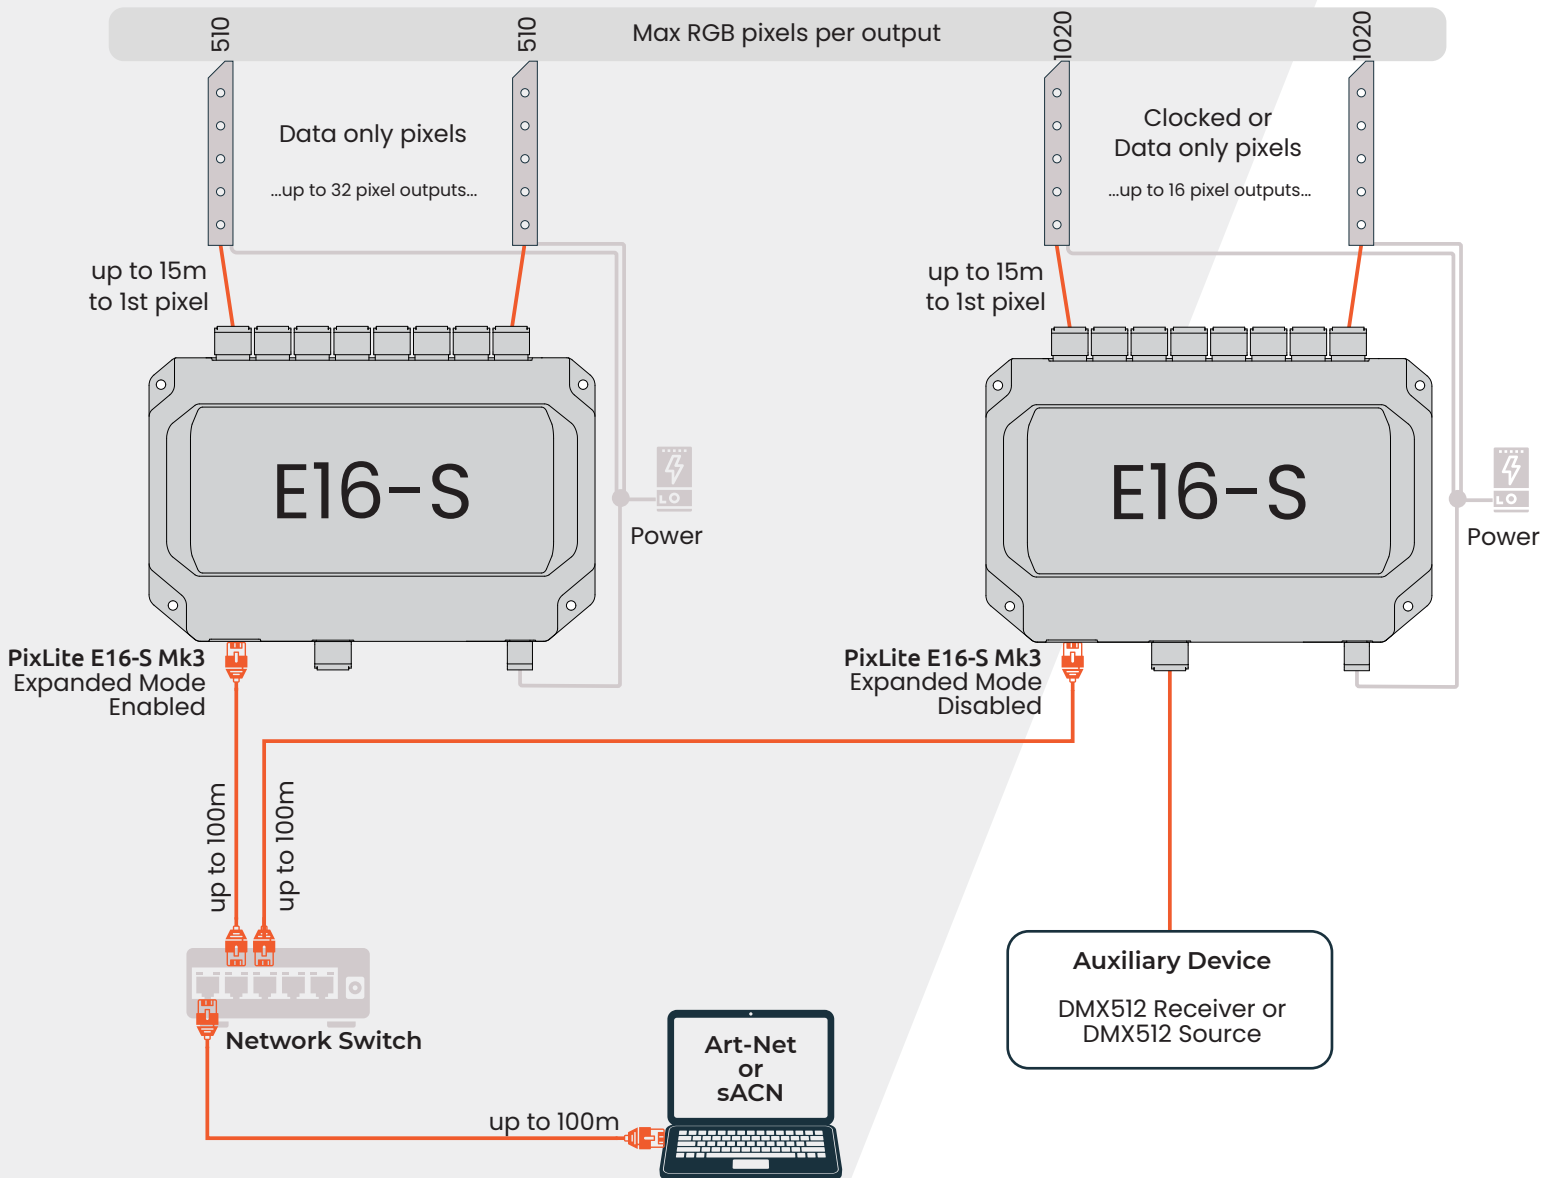 510
510
Max RGB pixels per output
1020
1020
Data only pixels
...up to 32 pixel outputs...
Clocked or
Data only pixels
...up to 16 pixel outputs...
up to 15m
to 1st pixel
up to 15m
to 1st pixel
E16-S
E16-S
LO
Power
LO
Power
PixLite E16-S Mk3
Expanded Mode
Enabled
PixLite E16-S Mk3
Expanded Mode
Disabled
up to 100m
up to 100m
Network Switch
Art-Net
or
sACN
up to 100m
Auxiliary Device
DMX512 Receiver or
DMX512 Source